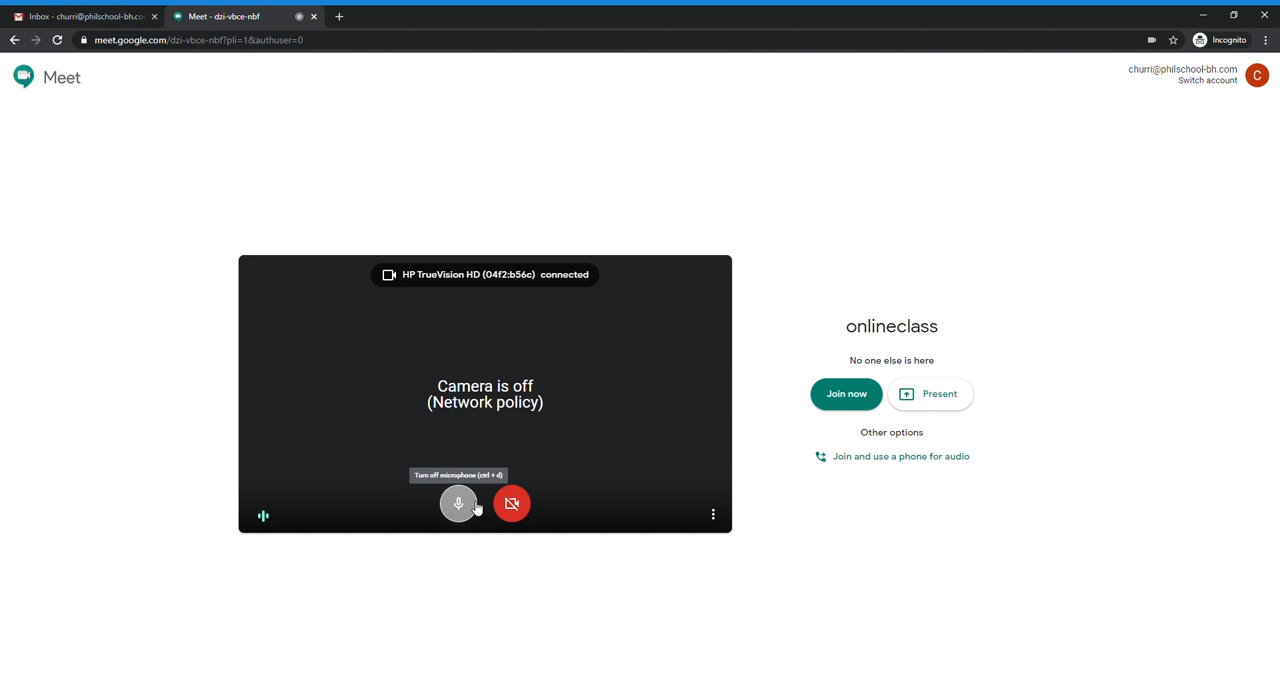 Inbox - churri@philschool-bh.co
Meet - dzi-vbce-nbf
meet.google.com/dzi-vbce-nbf?pli=1&authuser=0
Incognito
Meet
churri@philschool-bh.com
Switch account
C
HP TrueVision HD (04f2:b56c) connected
Camera is off
(Network policy)
Turn off microphone (ctrl + d)
onlineclass
No one else is here
Join now
Present
Other options
Join and use a phone for audio